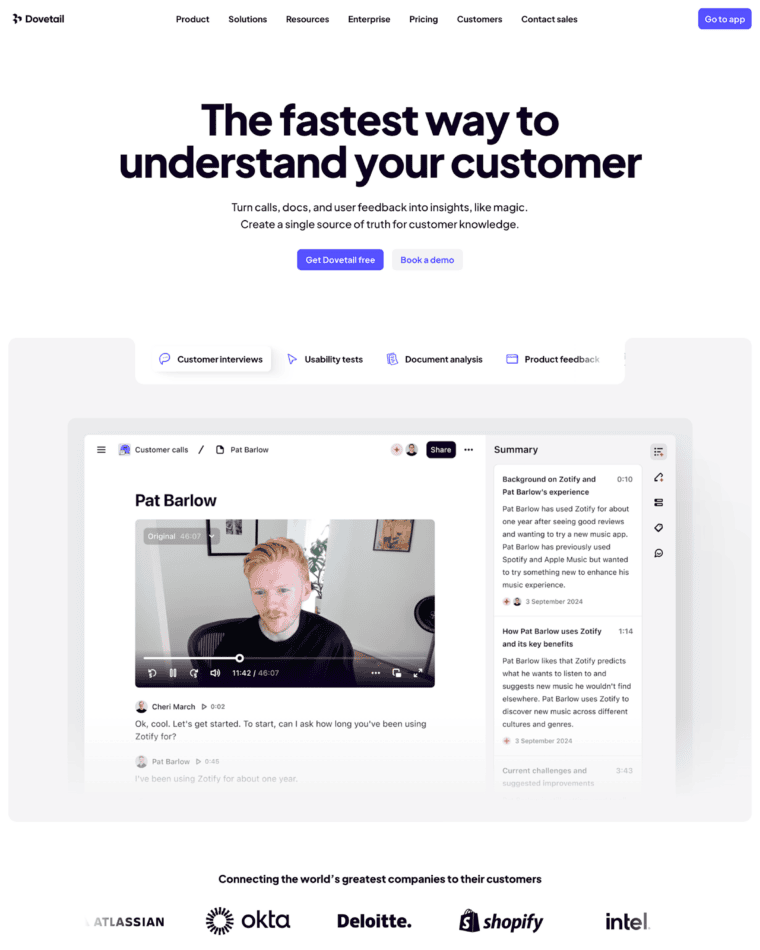 Dovetail
Product Solutions Resources Enterprise Pricing Customers Contact sales
Go to app
The fastest way to
understand your customer
Turn calls, docs, and user feedback into insights, like magic.
Create a single source of truth for customer knowledge.
Get Dovetail free Book a demo
Customer interviews Usability tests Document analysis Product feedback
Customer calls / Pat Barlow
Share
Pat Barlow
Original 46:07
11:42 / 46:07
Cheri March 0:02
Ok, cool. Let's get started. To start, can I ask how long you've been using
Zotify for?
Pat Barlow 0:45
I've been using Zotify for about one year.
Summary
Background on Zotify and 0:10
Pat Barlow's experience
Pat Barlow has used Zotify for about
one year after seeing good reviews
and wanting to try a new music app.
Pat Barlow has previously used
Spotify and Apple Music but wanted
to try something new to enhance his
music experience.
3 September 2024
How Pat Barlow uses Zotify 1:14
and its key benefits
Pat Barlow likes that Zotify predicts
what he wants to listen to and
suggests new music he wouldn't find
elsewhere. Pat Barlow uses Zotify to
discover new music across different
cultures and genres.
3 September 2024
Current challenges and 3:43
suggested improvements
Connecting the world's greatest companies to their customers
ATLASSIAN okta Deloitte. shopify intel.